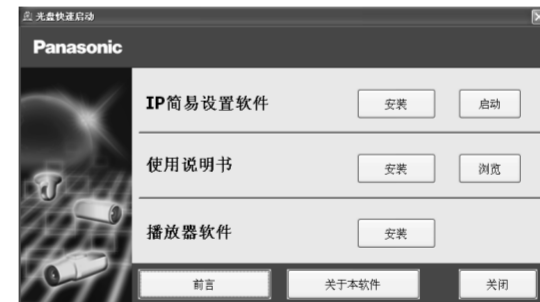 光盘快速启动
Panasonic
IP简易设置软件 安装 启动
使用说明书 安装 浏览
播放器软件 安装
前言 关于本软件 关闭